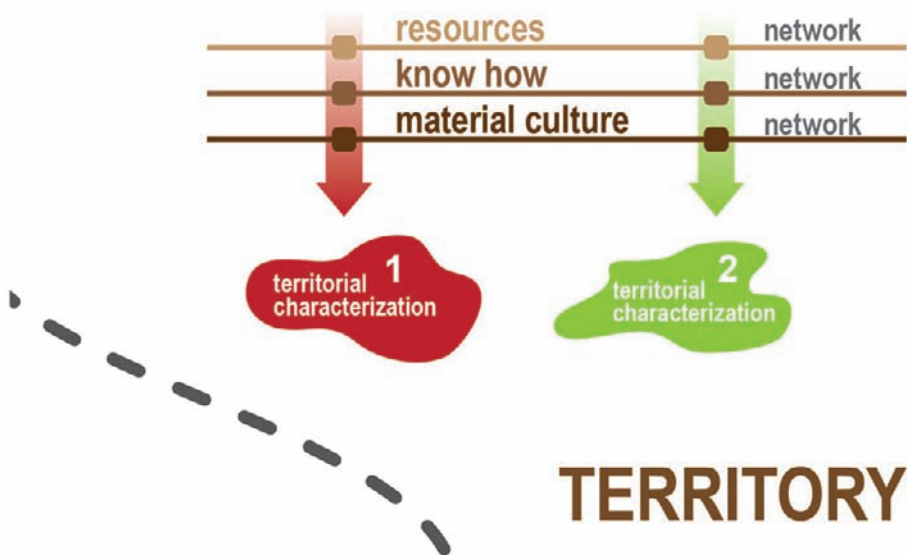 resources network
know how network
material culture network
1
territorial
characterization
2
territorial
characterization
TERRITORY